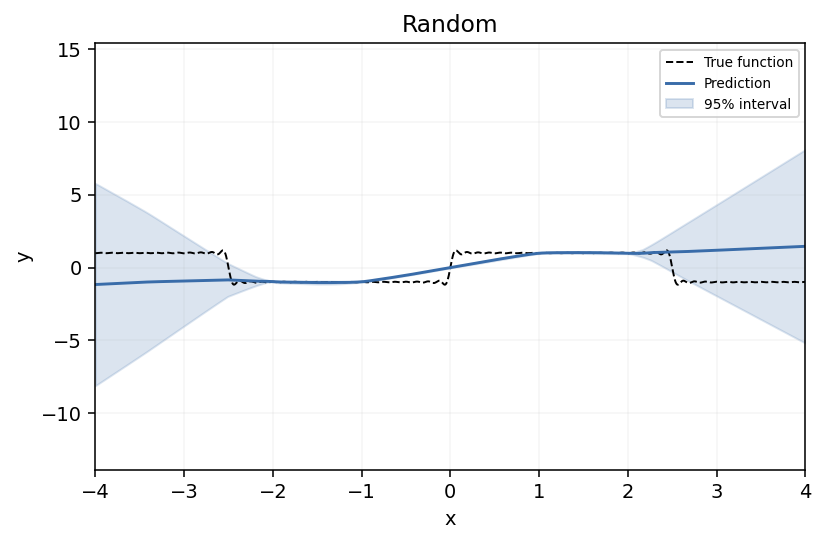 Random
True function
Prediction
95% interval
15
10
5
0
−5
−10
y
−4 −3 −2 −1 0 1 2 3 4
x